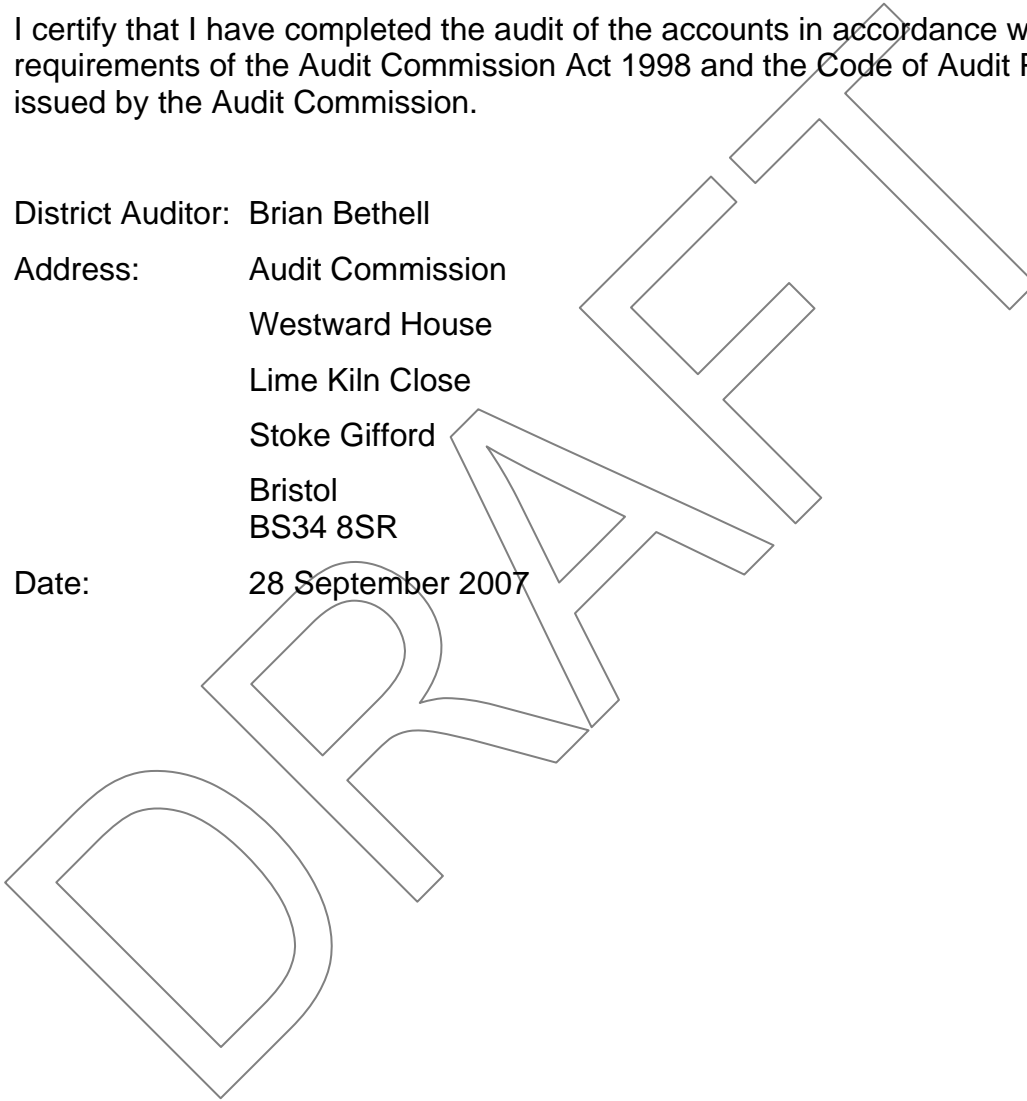 I certify that I have completed the audit of the accounts in accordance
requirements of the Audit Commission Act 1998 and the Code of Audit
issued by the Audit Commission.
District Auditor: Brian Bethell
Address: Audit Commission
Westward House
Lime Kiln Close
Stoke Gifford
Bristol
BS34 8SR
Date: 28 September 2007
DRAFT